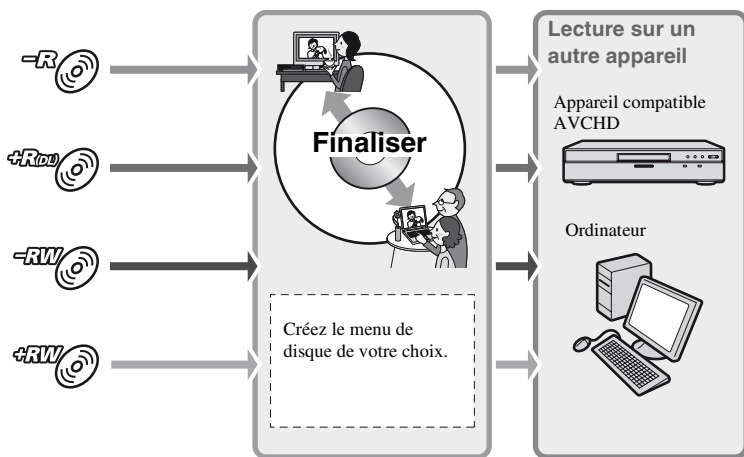 -R
+R(DL)
-RW
+RW
Finaliser
Créez le menu de
disque de votre choix.
Lecture sur un
autre appareil
Appareil compatible
AVCHD
Ordinateur